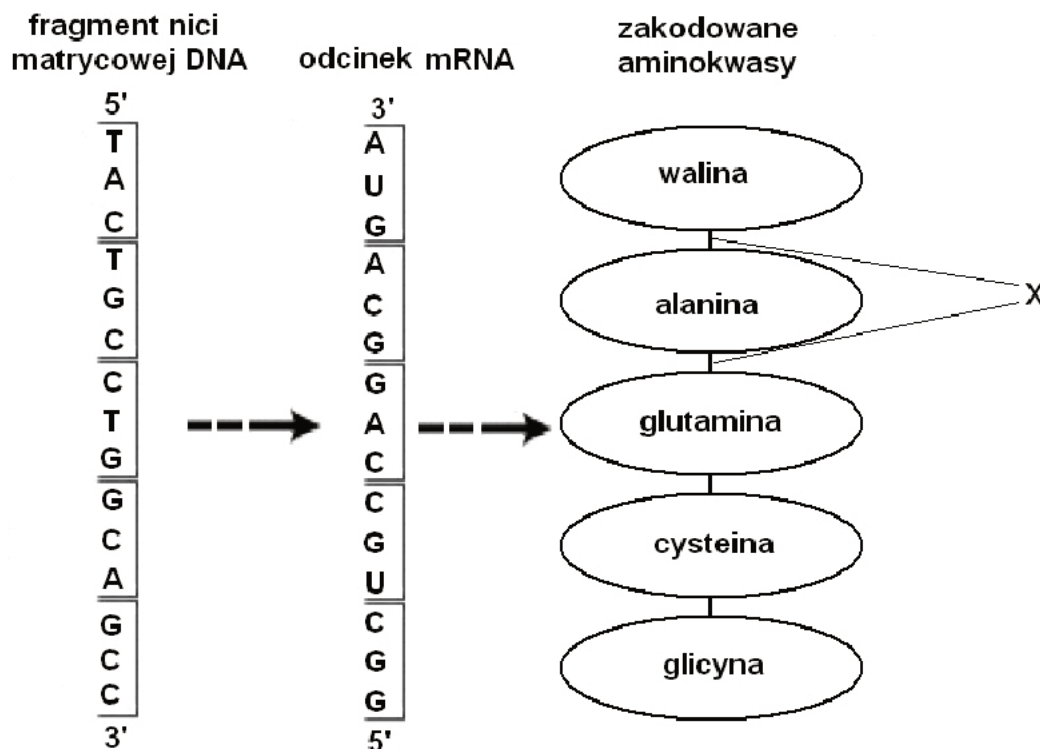 fragment nici
matrycowej DNA
odcinek mRNA
zakodowane
aminokwasy
5'
T
A
C
T
G
C
C
T
G
G
C
A
G
C
C
3'
3'
A
U
G
A
C
G
G
A
C
C
G
U
C
G
G
5'
walina
alanina
glutamina
cysteina
glicyna
X